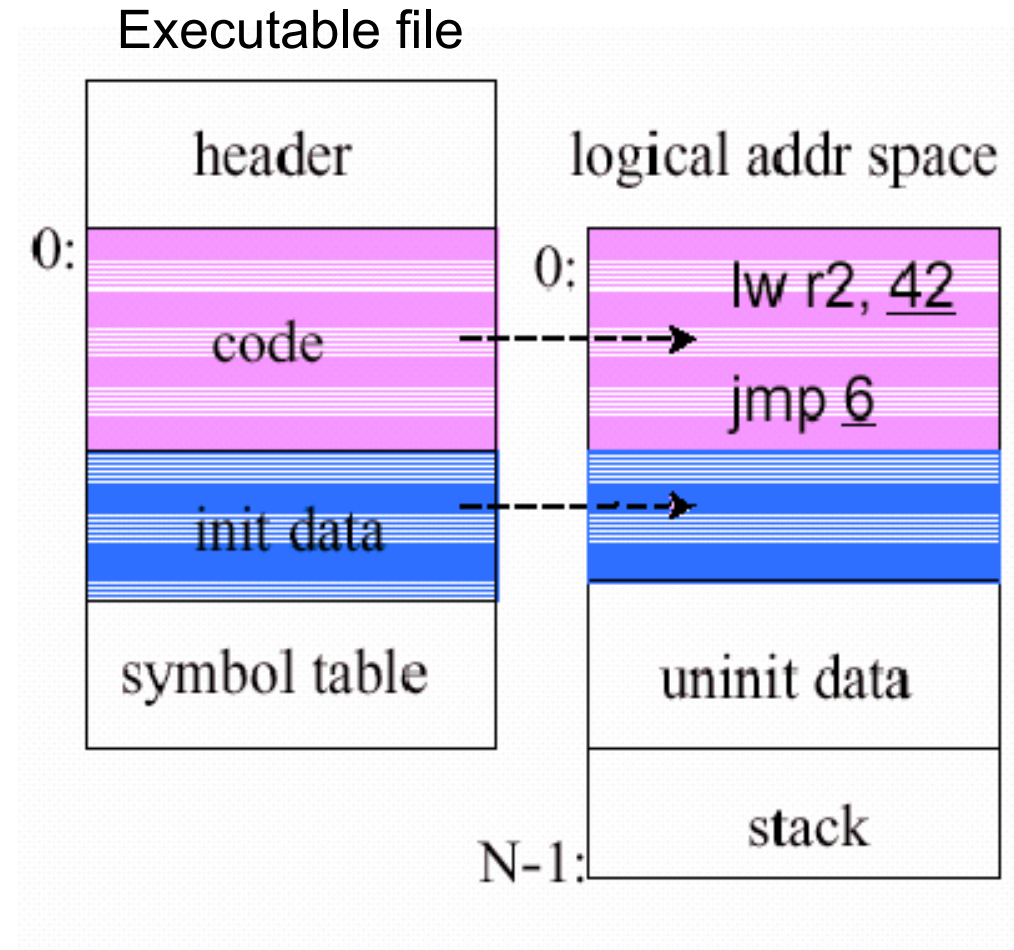 Executable file
header
0:
code
init data
symbol table
logical addr space
0:
lw r2, 42
jmp 6
uninit data
stack
N-1: